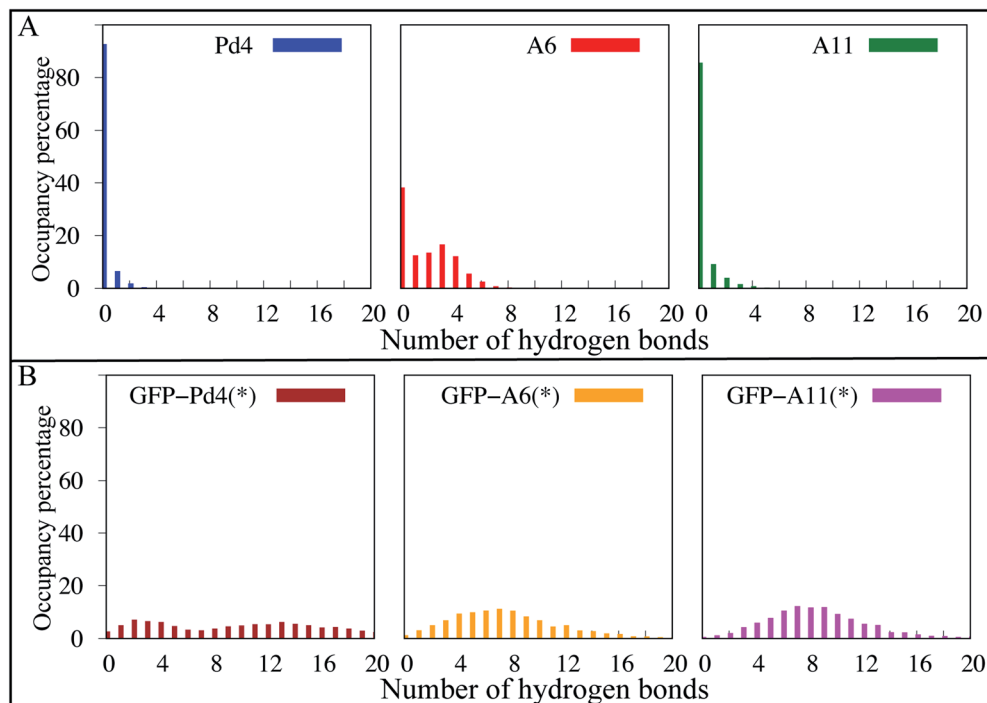 A
Pd4
A6
A11
Occupancy percentage
80
60
40
20
0
0 4 8 12 16 20
0 4 8 12 16 20
0 4 8 12 16 20
Number of hydrogen bonds
B
GFP−Pd4(*)
GFP−A6(*)
GFP−A11(*)
Occupancy percentage
80
60
40
20
0
0 4 8 12 16 20
0 4 8 12 16 20
0 4 8 12 16 20
Number of hydrogen bonds